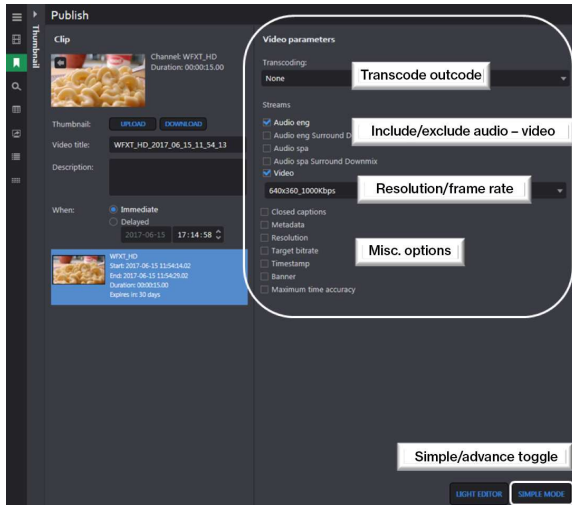 Publish
Thumbnail
Clip
Channel: WFXT_HD
Duration: 00:00:15.00
Thumbnail:
UPLOAD
DOWNLOAD
Video title:
WFXT_HD_2017_06_15_11_54_13
Description:
When:
Immediate
Delayed
2017-06-15
17:14:58
WFXT_HD
Start: 2017-06-15 11:54:14.02
End: 2017-06-15 11:54:29.02
Duration: 00:00:15.00
Expires in: 30 days
Video parameters
Transcoding:
None
Transcode outcode
Streams
Audio eng
Audio eng Surround D
Include/exclude audio – video
Audio spa
Audio spa Surround Downmix
Video
640x360_1000Kbps
Resolution/frame rate
Closed captions
Metadata
Resolution
Target bitrate
Misc. options
Timestamp
Banner
Maximum time accuracy
Simple/advance toggle
LIGHT EDITOR
SIMPLE MODE